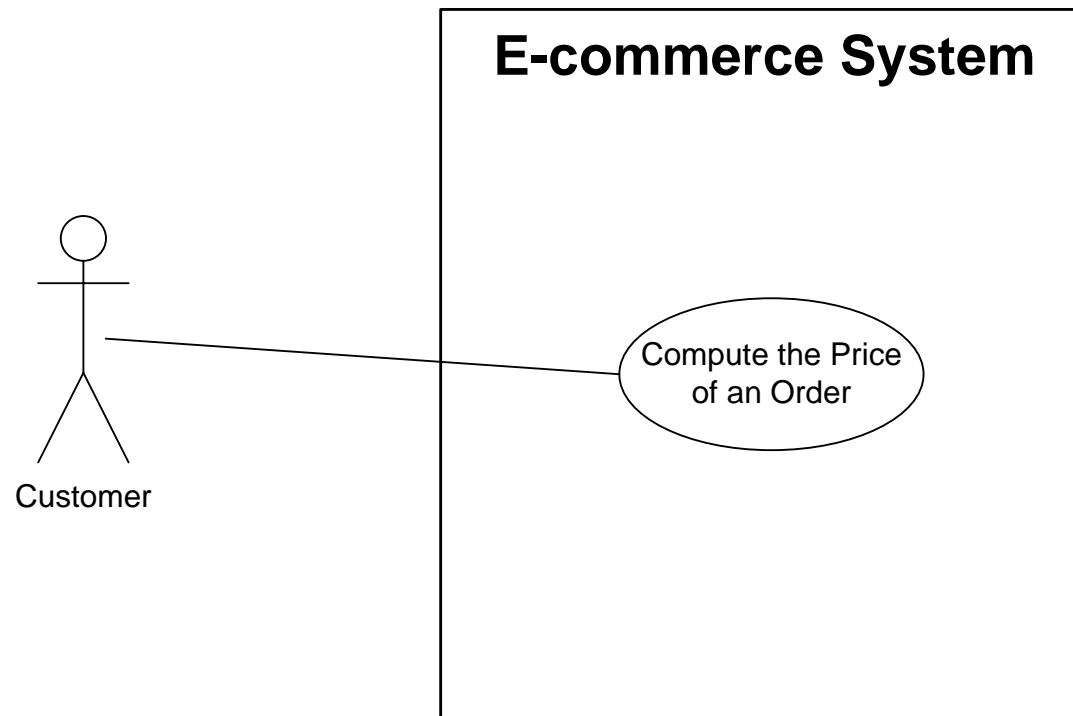 E-commerce System
Compute the Price
of an Order
Customer